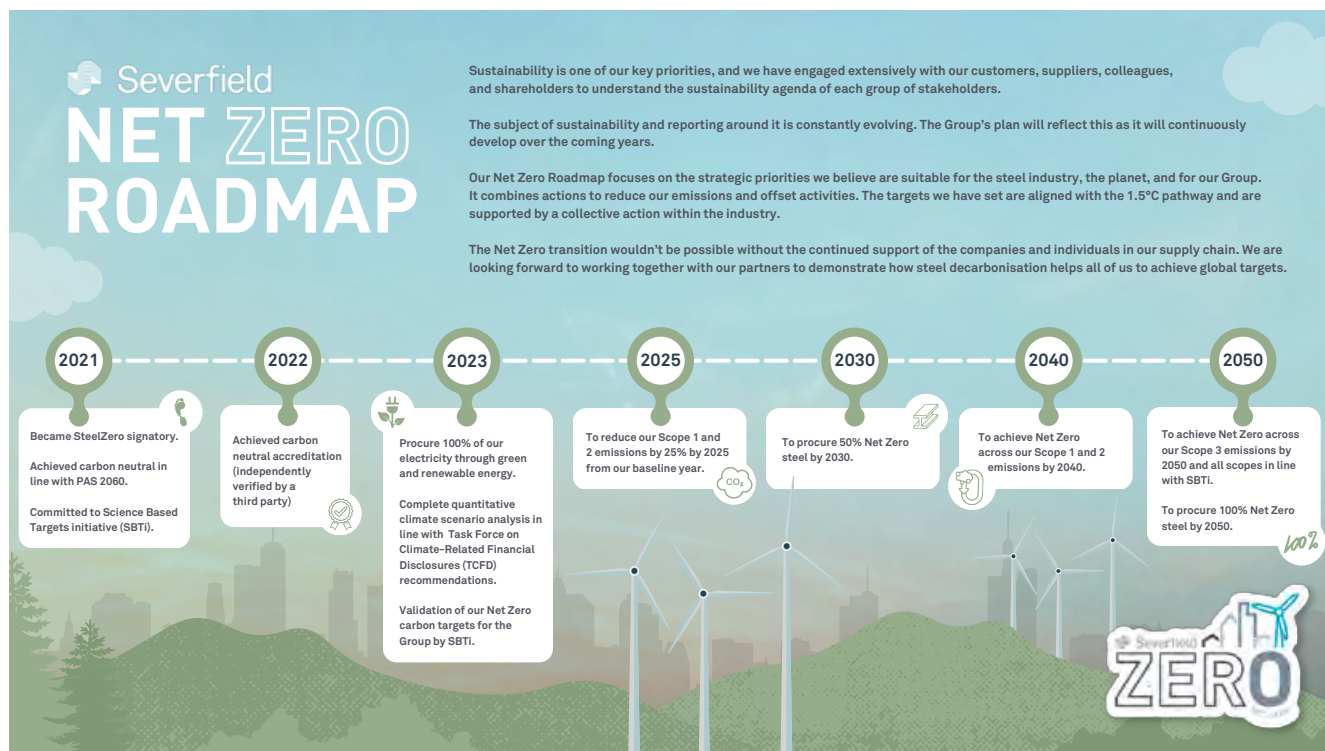 Severfield
NET ZERO
ROADMAP
Sustainability is one of our key priorities, and we have engaged extensively with our customers, suppliers, colleagues,
and shareholders to understand the sustainability agenda of each group of stakeholders.
The subject of sustainability and reporting around it is constantly evolving. The Group's plan will reflect this as it will continuously
develop over the coming years.
Our Net Zero Roadmap focuses on the strategic priorities we believe are suitable for the steel industry, the planet, and for our Group.
It combines actions to reduce our emissions and offset activities. The targets we have set are aligned with the 1.5°C pathway and are
supported by a collective action within the industry.
The Net Zero transition wouldn't be possible without the continued support of the companies and individuals in our supply chain. We are
looking forward to working together with our partners to demonstrate how steel decarbonisation helps all of us to achieve global targets.
2021
Became SteelZero signatory.
Achieved carbon neutral in
line with PAS 2060.
Committed to Science Based
Targets initiative (SBTi).
2022
Achieved carbon
neutral accreditation
(independently
verified by a
third party)
2023
Procure 100% of our
electricity through green
and renewable energy.
Complete quantitative
climate scenario analysis in
line with Task Force on
Climate-Related Financial
Disclosures (TCFD)
recommendations.
Validation of our Net Zero
carbon targets for the
Group by SBTi.
2025
To reduce our Scope 1 and
2 emissions by 25% by 2025
from our baseline year.
CO₂
2030
To procure 50% Net Zero
steel by 2030.
2040
To achieve Net Zero
across our Scope 1 and 2
emissions by 2040.
2050
To achieve Net Zero across
our Scope 3 emissions by
2050 and all scopes in line
with SBTi.
To procure 100% Net Zero
steel by 2050.
100%
Severfield
ZERO